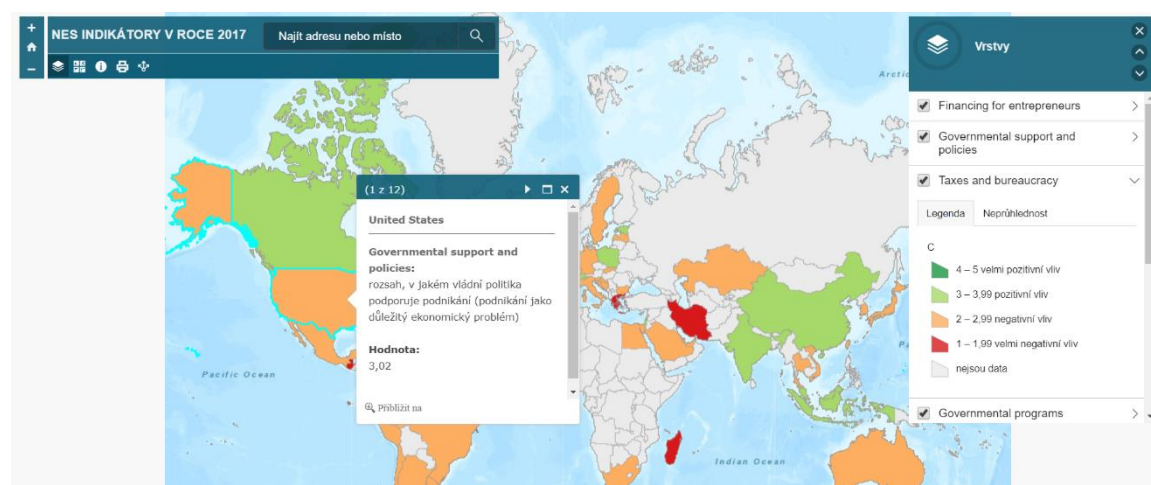 +
NES INDIKÁTORY V ROCE 2017
Najít adresu nebo místo
−
(1 z 12)
United States
Governmental support and
policies:
rozsah, v jakém vládní politika
podporuje podnikání (podnikání jako
důležitý ekonomický problém)
Hodnota:
3,02
Přiblížit na
Pacific Ocean
Indian Ocean
Arctic
Vrstvy
Financing for entrepreneurs
Governmental support and
policies
Taxes and bureaucracy
Legenda Neprůhlednost
C
4 – 5 velmi pozitivní vliv
3 – 3,99 pozitivní vliv
2 – 2,99 negativní vliv
1 – 1,99 velmi negativní vliv
nejsou data
Governmental programs